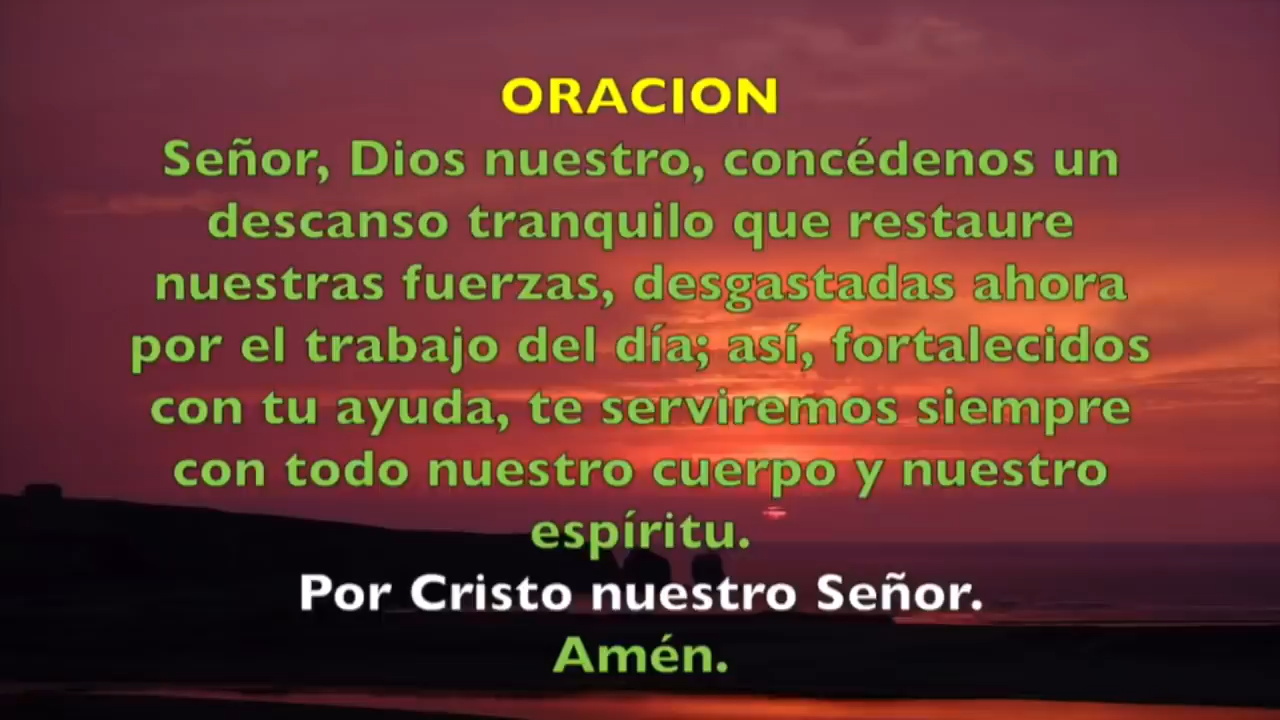 ORACION
Señor, Dios nuestro, concédenos un
descanso tranquilo que restaure
nuestras fuerzas, desgastadas ahora
por el trabajo del día; así, fortalecidos
con tu ayuda, te serviremos siempre
con todo nuestro cuerpo y nuestro
espíritu.
Por Cristo nuestro Señor.
Amén.